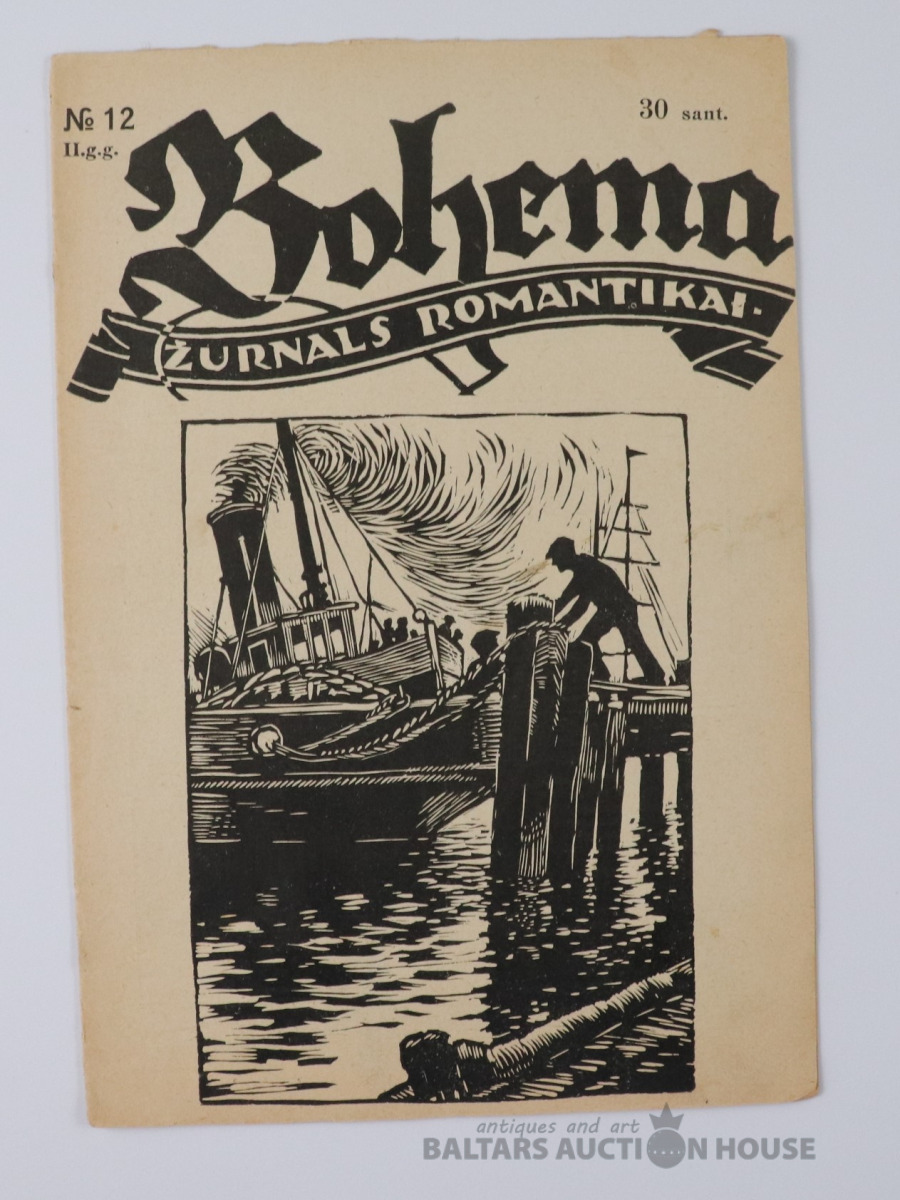 № 12
30 sant.
II.g.g.
Bohema
ŽURNALS ROMANTIKAI·
antiques and art
BALTARS AUCTION HOUSE